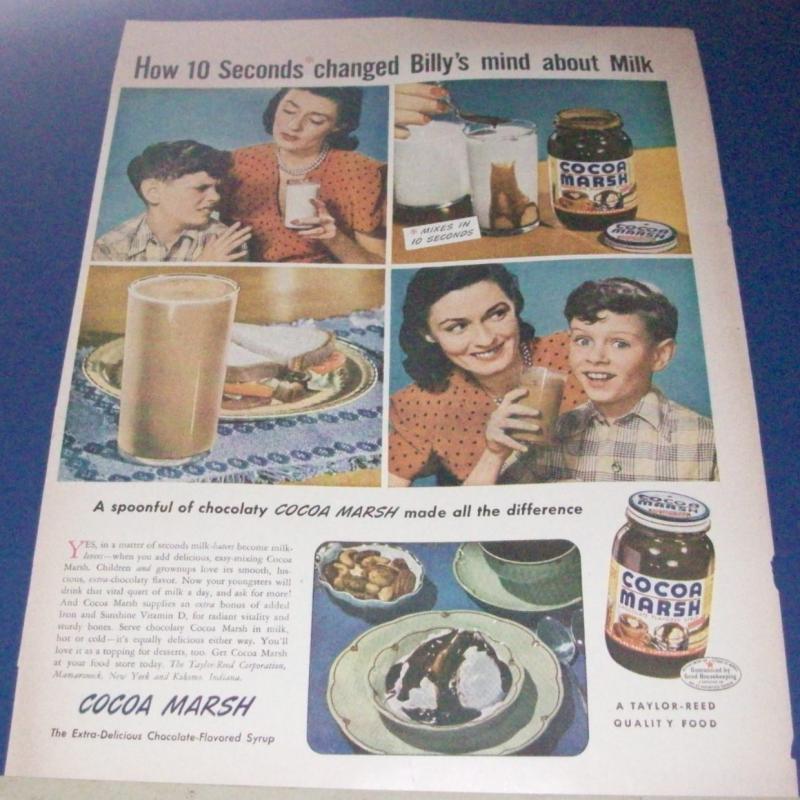 How 10 Seconds* changed Billy's mind about Milk
COCOA
MARSH
COCOA
MARSH
* MIXES IN
10 SECONDS
A spoonful of chocolaty COCOA MARSH made all the difference
YES, in a matter of seconds milk-haters become milk-
lovers—when you add delicious, easy-mixing Cocoa
Marsh. Children and grownups love its smooth, lus-
cious, extra-chocolaty flavor. Now your youngsters will
drink that vital quart of milk a day, and ask for more!
And Cocoa Marsh supplies an extra bonus of added
Iron and Sunshine Vitamin D, for radiant vitality and
sturdy bones. Serve chocolaty Cocoa Marsh in milk,
hot or cold—it's equally delicious either way. You'll
love it as a topping for desserts, too. Get Cocoa Marsh
at your food store today. The Taylor-Reed Corporation,
Mamaroneck, New York and Kokomo, Indiana.
COCOA MARSH
The Extra-Delicious Chocolate-Flavored Syrup
COCOA
MARSH
COCOA
MARSH
Guaranteed by
Good Housekeeping
A TAYLOR-REED
QUALITY FOOD